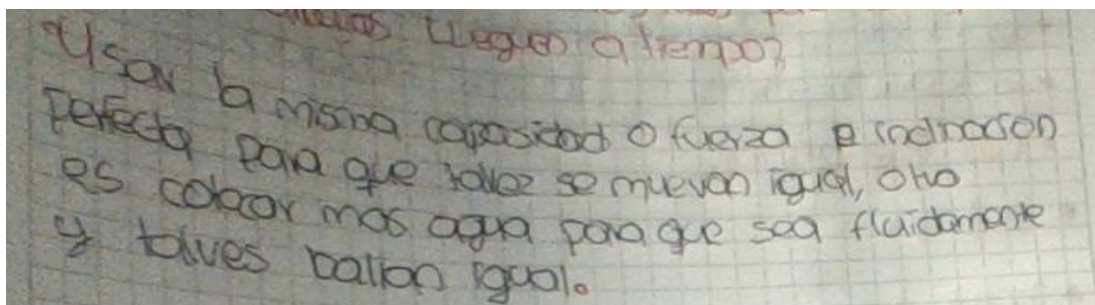 lleguen a tiempo?
Usar la misma capasidad o fuerza e inclinacion
perfecta para que talvez se muevan igual, otro
es colocar mas agua para que sea fluidamente
y talves vallan igual.